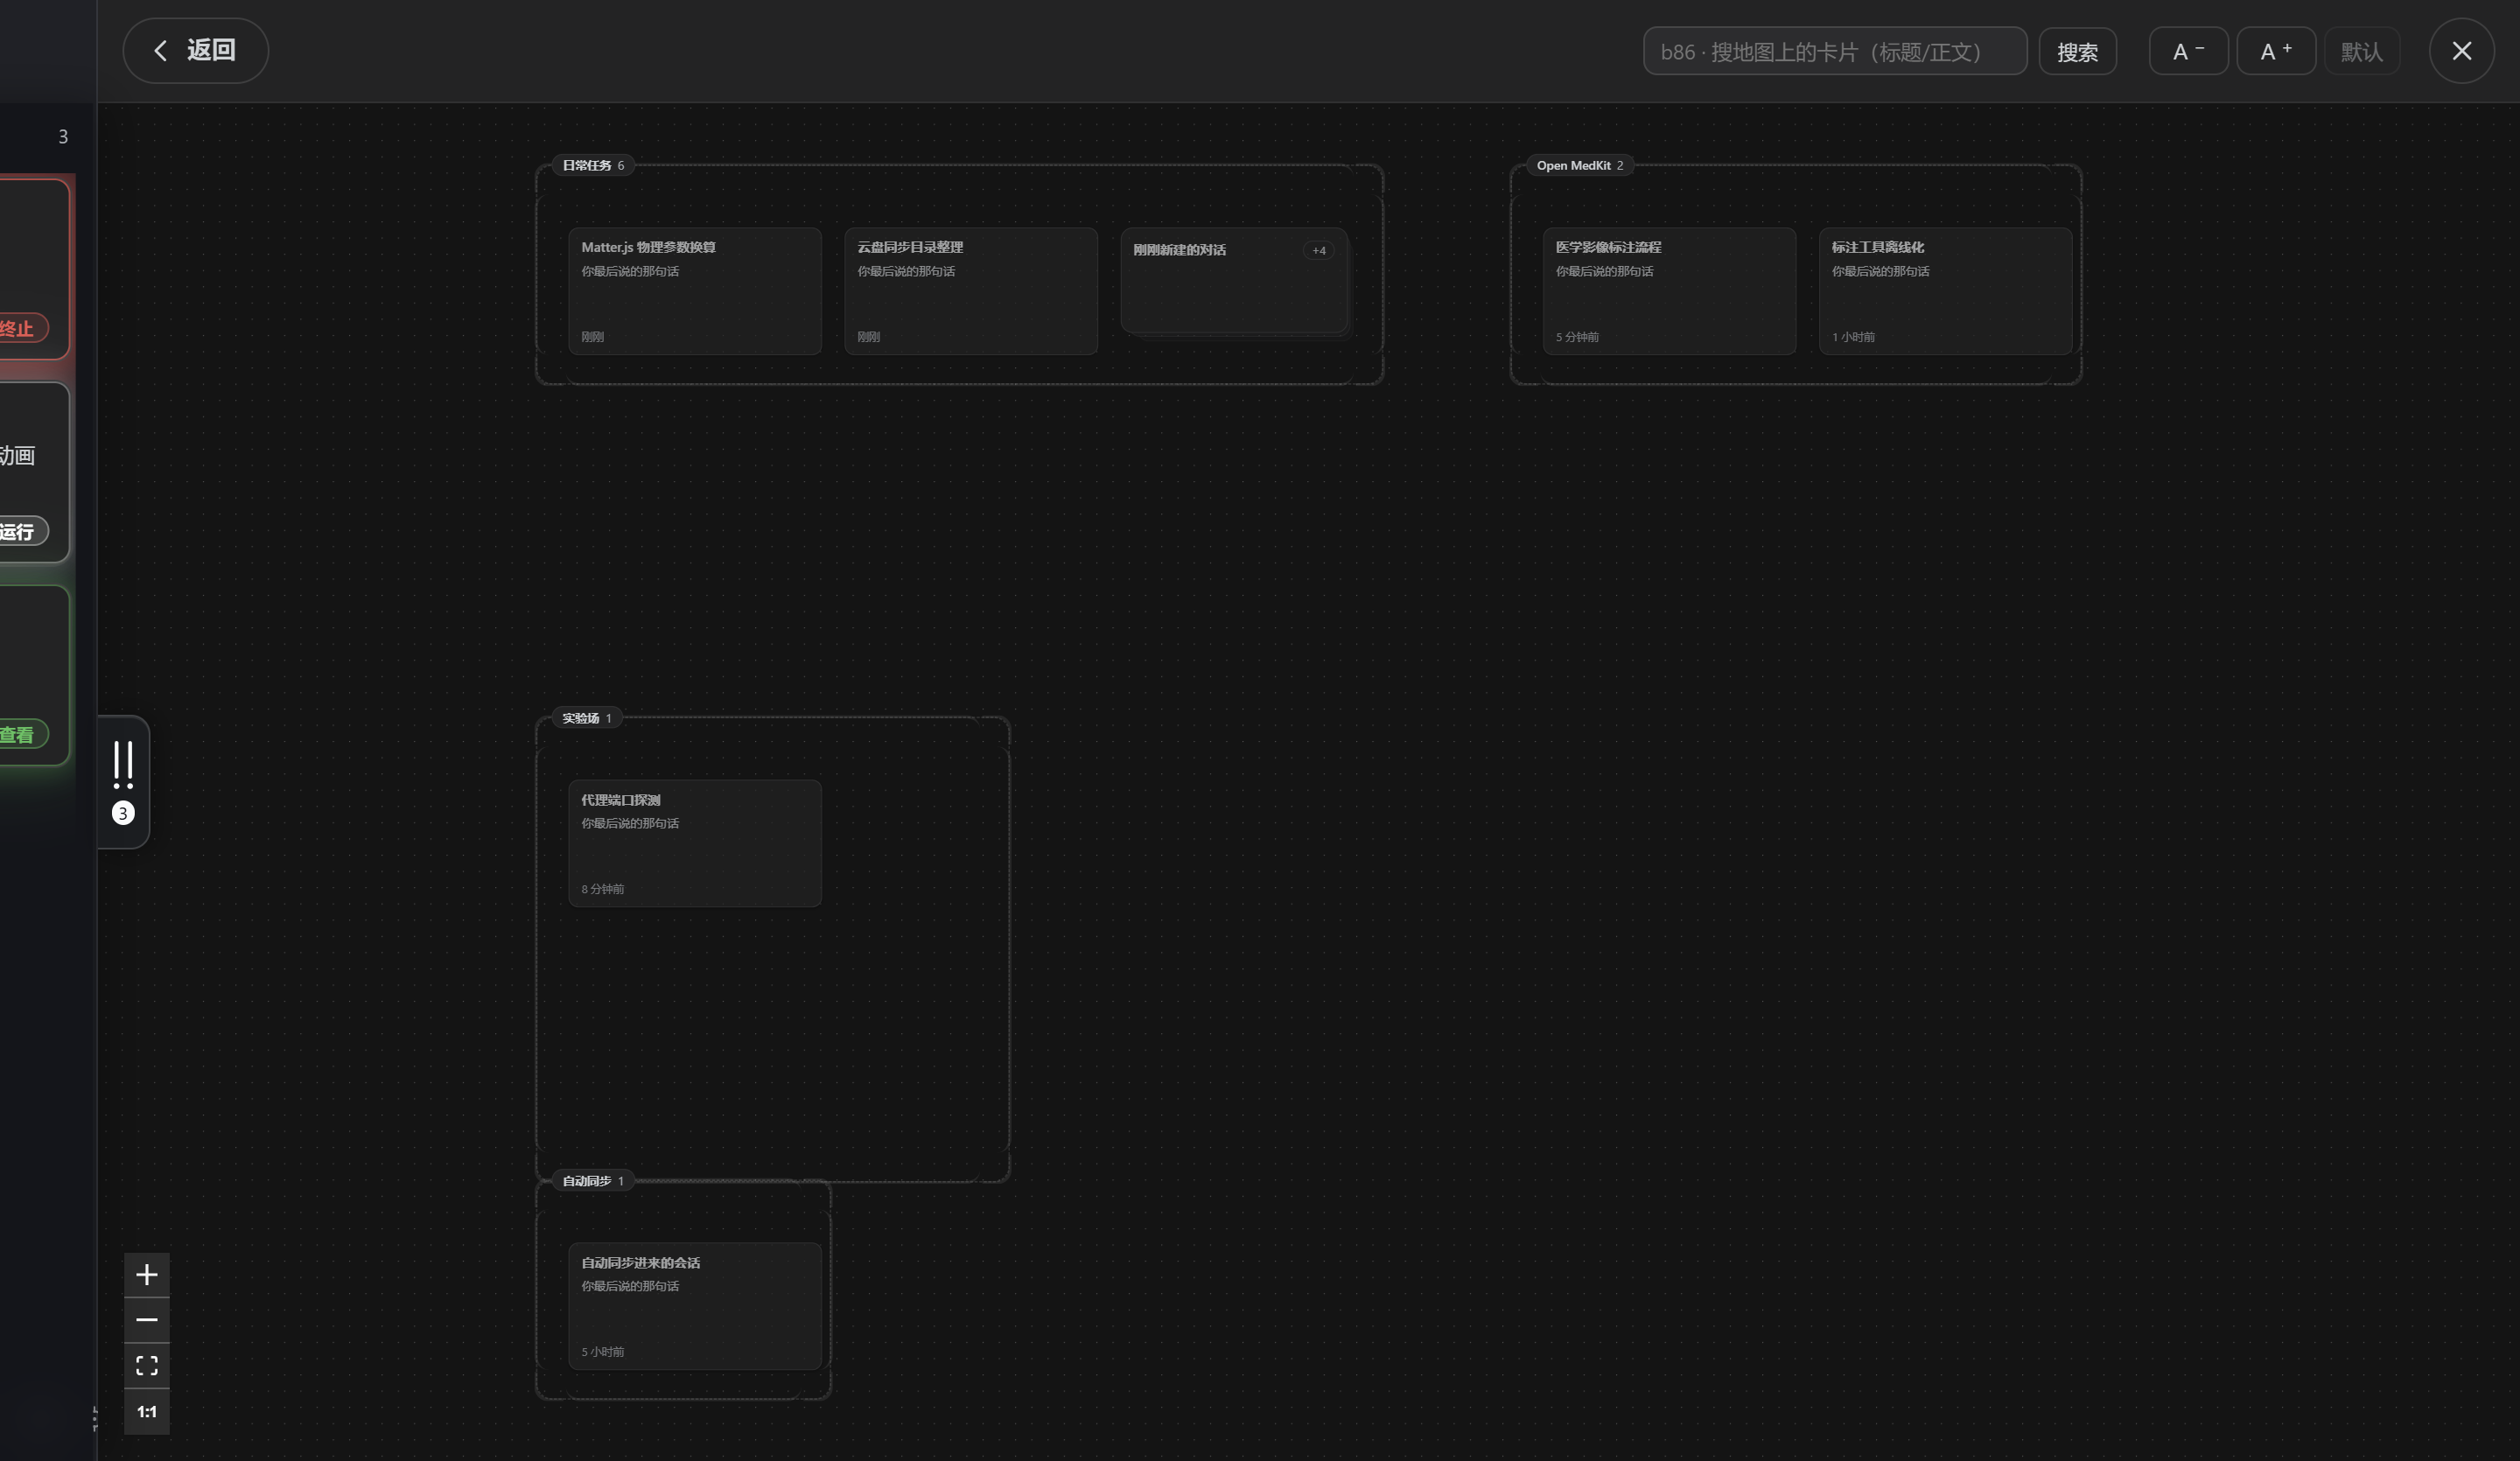 返回
b86 · 搜地图上的卡片（标题/正文）
搜索
A⁻
A⁺
默认
3
终止
动画
运行
查看
3
日常任务 6
Matter.js 物理参数换算
你最后说的那句话
刚刚
云盘同步目录整理
你最后说的那句话
刚刚
刚刚新建的对话
+4
Open MedKit 2
医学影像标注流程
你最后说的那句话
5 分钟前
标注工具离线化
你最后说的那句话
1 小时前
实验场 1
代理端口探测
你最后说的那句话
8 分钟前
自动同步 1
自动同步进来的会话
你最后说的那句话
5 小时前
1:1